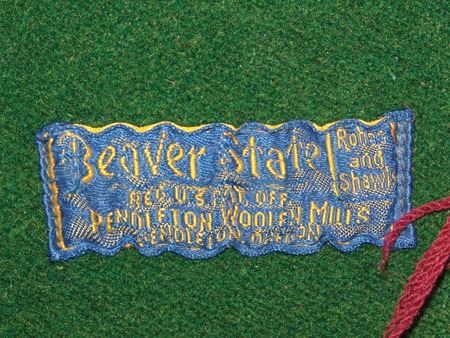 Beaver State
Robes
and
Shawls
REG. U.S. PAT. OFF.
PENDLETON WOOLEN MILLS
PENDLETON, OREGON